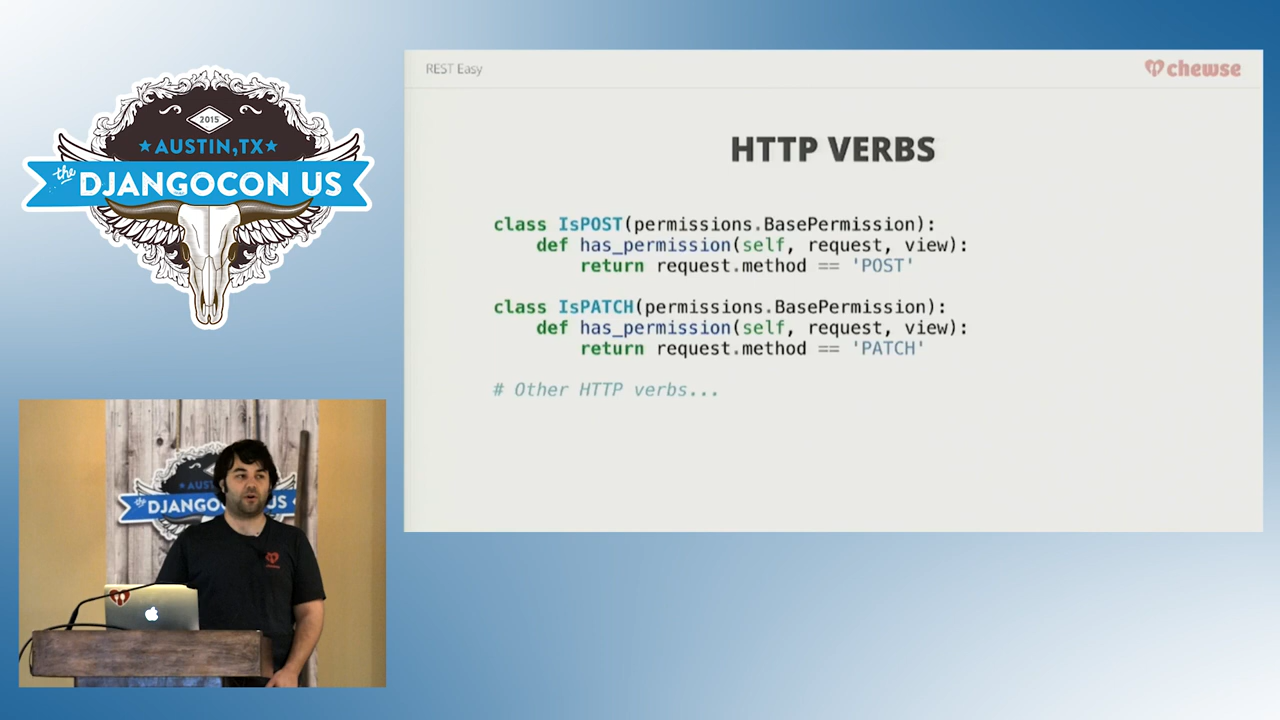 2015
AUSTIN,TX
the
DJANGOCON US
REST Easy
chewse
HTTP VERBS
class IsPOST(permissions.BasePermission):
    def has_permission(self, request, view):
        return request.method == 'POST'
class IsPATCH(permissions.BasePermission):
    def has_permission(self, request, view):
        return request.method == 'PATCH'
# Other HTTP verbs...
the
DJANGO
US